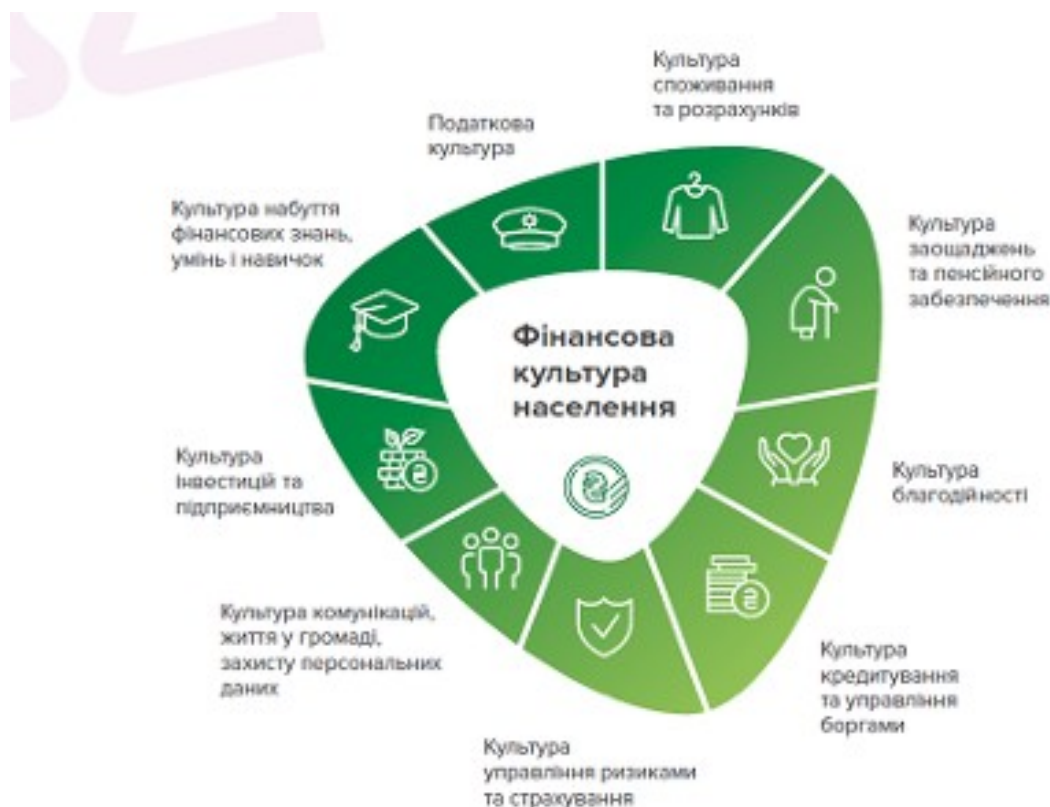 Культура
споживання
та розрахунків
Податкова
культура
Культура набуття
фінансових знань,
умінь і навичок
Культура
заощаджень
та пенсійного
забезпечення
Фінансова
культура
населення
Культура
інвестицій та
підприємництва
Культура
благодійності
Культура комунікацій,
життя у громаді,
захисту персональних
даних
Культура
кредитування
та управління
боргами
Культура
управління ризиками
та страхування